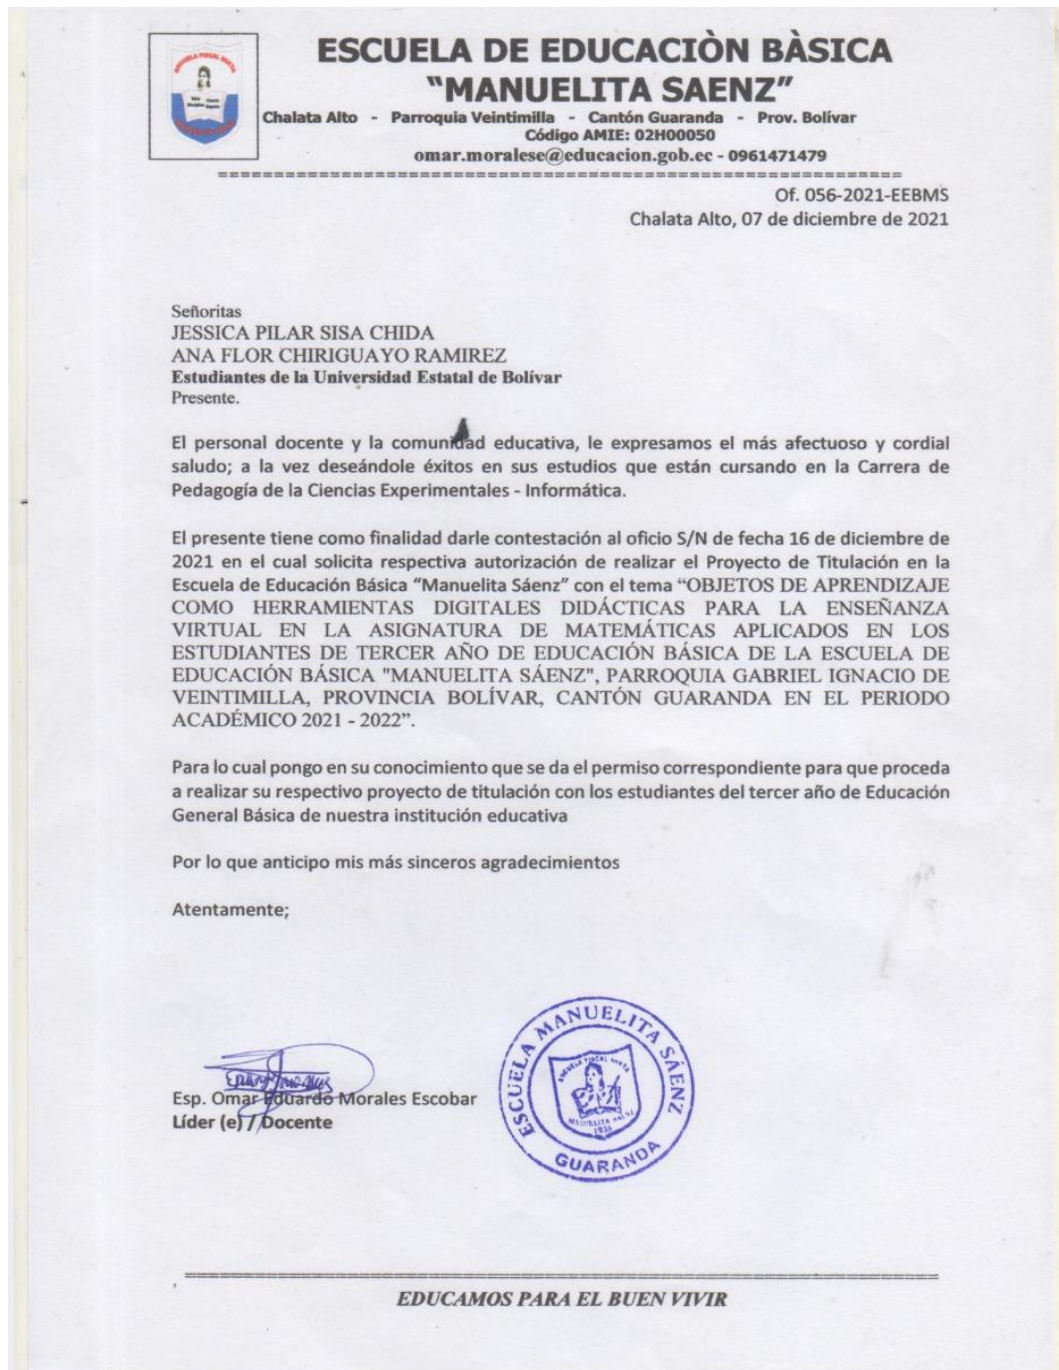 ESCUELA FISCAL MIXTA
ESCUELA DE EDUCACIÒN BÀSICA
“MANUELITA SAENZ”
Chalata Alto - Parroquia Veintimilla - Cantón Guaranda - Prov. Bolívar
Código AMIE: 02H00050
omar.moralese@educacion.gob.ec - 0961471479
Of. 056-2021-EEBMS
Chalata Alto, 07 de diciembre de 2021
Señoritas
JESSICA PILAR SISA CHIDA
ANA FLOR CHIRIGUAYO RAMIREZ
Estudiantes de la Universidad Estatal de Bolívar
Presente.
El personal docente y la comunidad educativa, le expresamos el más afectuoso y cordial
saludo; a la vez deseándole éxitos en sus estudios que están cursando en la Carrera de
Pedagogía de la Ciencias Experimentales - Informática.
El presente tiene como finalidad darle contestación al oficio S/N de fecha 16 de diciembre de
2021 en el cual solicita respectiva autorización de realizar el Proyecto de Titulación en la
Escuela de Educación Básica “Manuelita Sáenz” con el tema “OBJETOS DE APRENDIZAJE
COMO HERRAMIENTAS DIGITALES DIDÁCTICAS PARA LA ENSEÑANZA
VIRTUAL EN LA ASIGNATURA DE MATEMÁTICAS APLICADOS EN LOS
ESTUDIANTES DE TERCER AÑO DE EDUCACIÓN BÁSICA DE LA ESCUELA DE
EDUCACIÓN BÁSICA "MANUELITA SÁENZ", PARROQUIA GABRIEL IGNACIO DE
VEINTIMILLA, PROVINCIA BOLÍVAR, CANTÓN GUARANDA EN EL PERIODO
ACADÉMICO 2021 - 2022”.
Para lo cual pongo en su conocimiento que se da el permiso correspondiente para que proceda
a realizar su respectivo proyecto de titulación con los estudiantes del tercer año de Educación
General Básica de nuestra institución educativa
Por lo que anticipo mis más sinceros agradecimientos
Atentamente;
Esp. Omar Eduardo Morales Escobar
Líder (e) / Docente
ESCUELA MANUELITA SÁENZ
ESCUELA FISCAL MIXTA
MANUELITA SAENZ
GUARANDA
EDUCAMOS PARA EL BUEN VIVIR